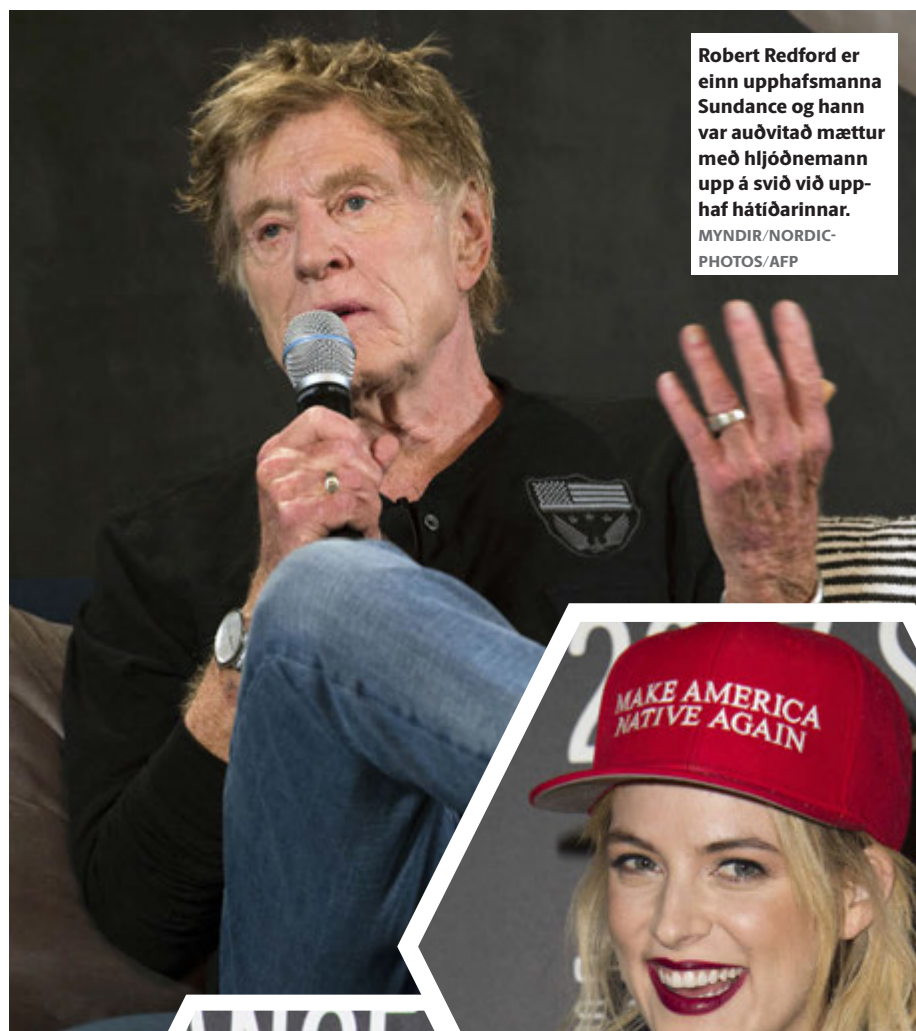 Robert Redford er
einn upphafsmanna
Sundance og hann
var auðvitað mættur
með hljóðnemann
upp á svið við upp-
haf hátíðarinnar.
MYNDIR/NORDIC-
PHOTOS/AFP
MAKE AMERICA
NATIVE AGAIN